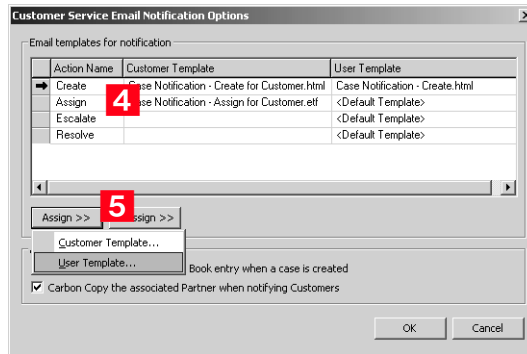 Customer Service Email Notification Options
Email templates for notification
Action Name Customer Template User Template
Create Case Notification - Create for Customer.html Case Notification - Create.html
Assign 4 Case Notification - Assign for Customer.etf <Default Template>
Escalate <Default Template>
Resolve <Default Template>
5
Assign >> Assign >>
Customer Template...
User Template...
Book entry when a case is created
Carbon Copy the associated Partner when notifying Customers
OK Cancel